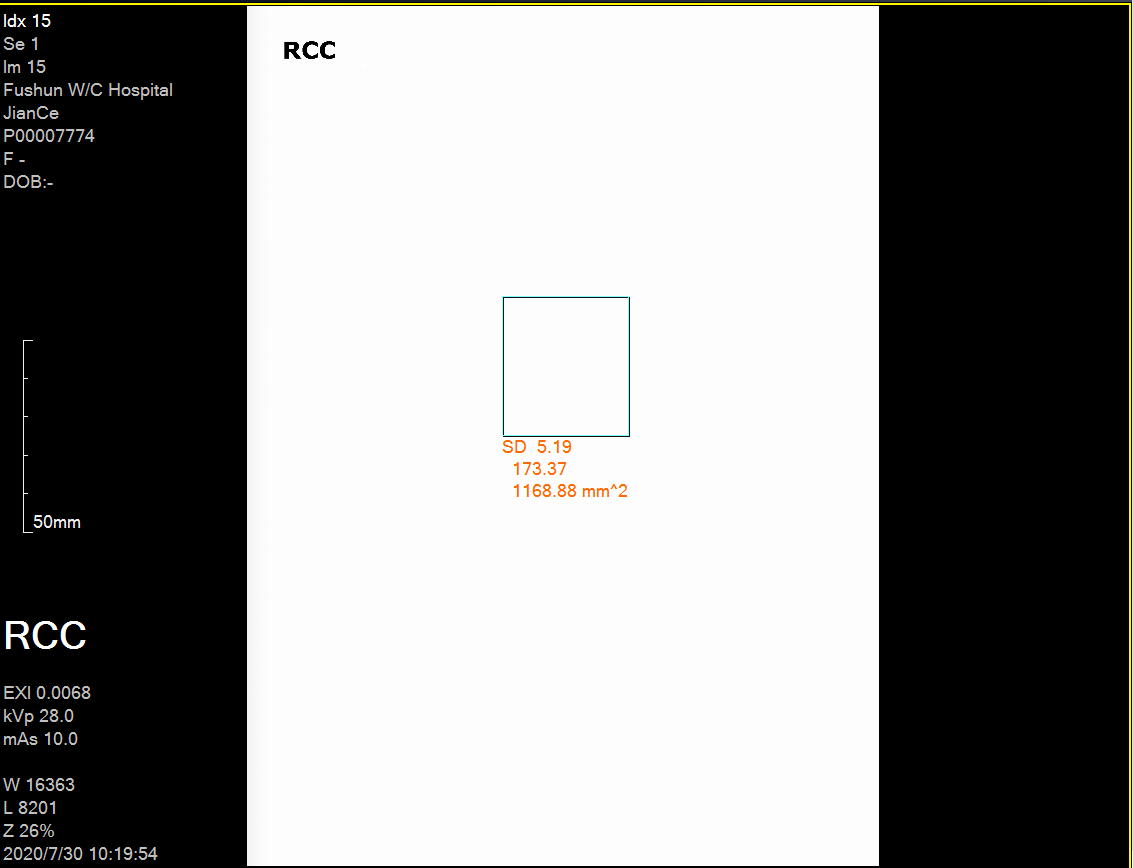 Idx 15
Se 1
Im 15
Fushun W/C Hospital
JianCe
P00007774
F -
DOB:-
RCC
SD 5.19
173.37
1168.88 mm^2
50mm
RCC
EXI 0.0068
kVp 28.0
mAs 10.0
W 16363
L 8201
Z 26%
2020/7/30 10:19:54